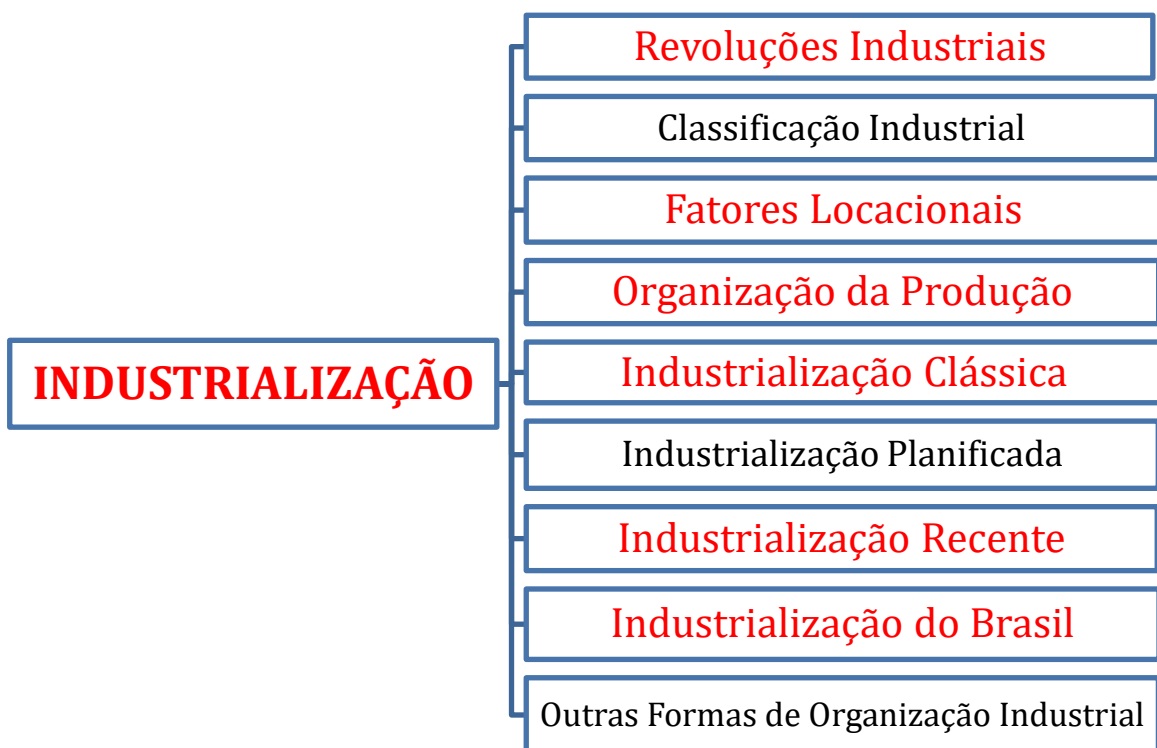 Revoluções Industriais
Classificação Industrial
Fatores Locacionais
Organização da Produção
INDUSTRIALIZAÇÃO
Industrialização Clássica
Industrialização Planificada
Industrialização Recente
Industrialização do Brasil
Outras Formas de Organização Industrial